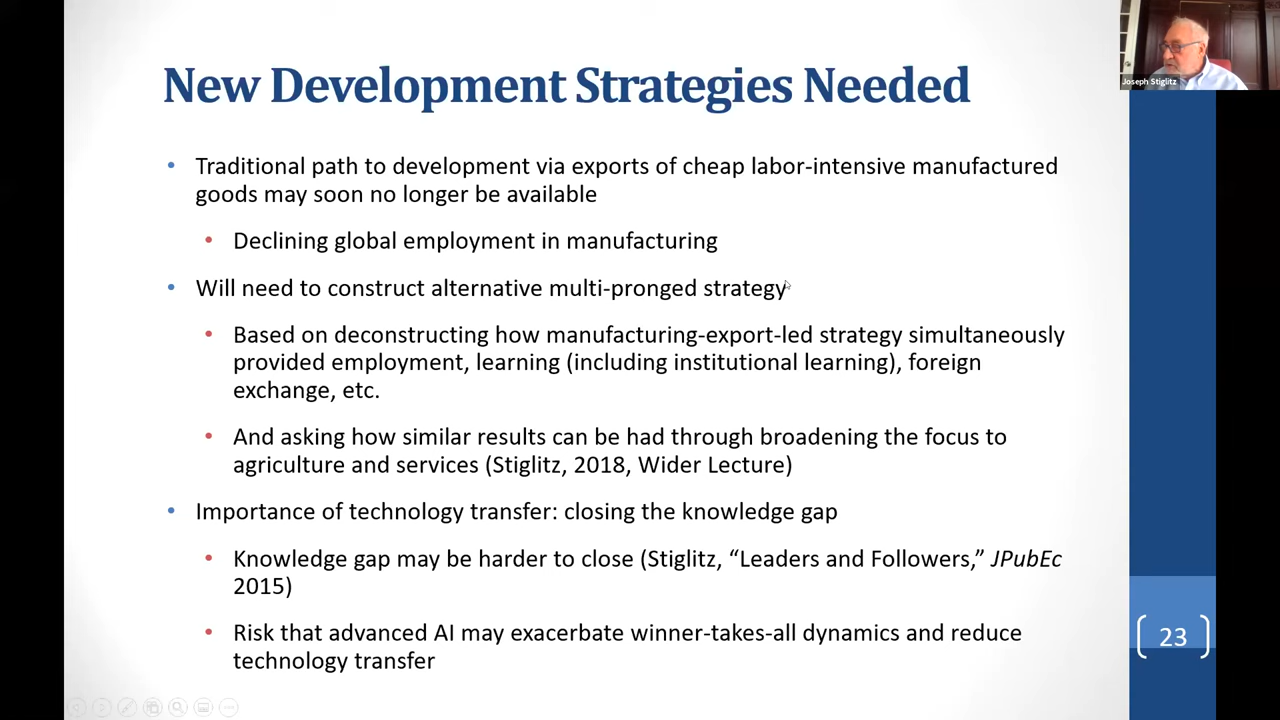 New Development Strategies Needed
Joseph Stiglitz
• Traditional path to development via exports of cheap labor-intensive manufactured
goods may soon no longer be available
• Declining global employment in manufacturing
• Will need to construct alternative multi-pronged strategy
• Based on deconstructing how manufacturing-export-led strategy simultaneously
provided employment, learning (including institutional learning), foreign
exchange, etc.
• And asking how similar results can be had through broadening the focus to
agriculture and services (Stiglitz, 2018, Wider Lecture)
• Importance of technology transfer: closing the knowledge gap
• Knowledge gap may be harder to close (Stiglitz, “Leaders and Followers,” JPubEc
2015)
• Risk that advanced AI may exacerbate winner-takes-all dynamics and reduce
technology transfer
23